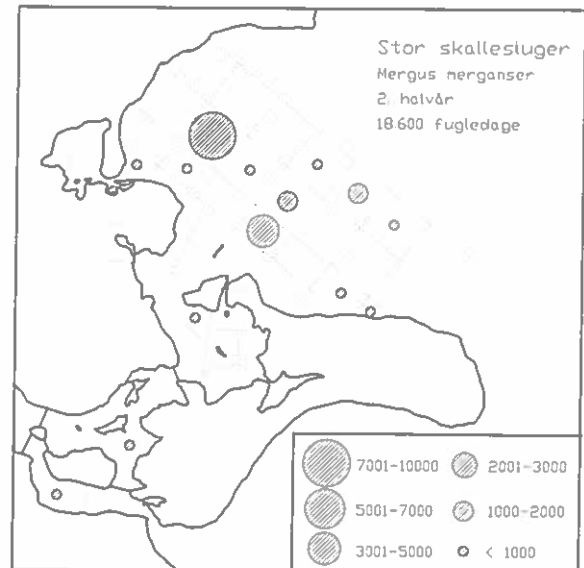 Stor skallesluger
Mergus merganser
2. halvår
18.600 fugledage
7001-10000
2001-3000
5001-7000
1000-2000
3001-5000
< 1000